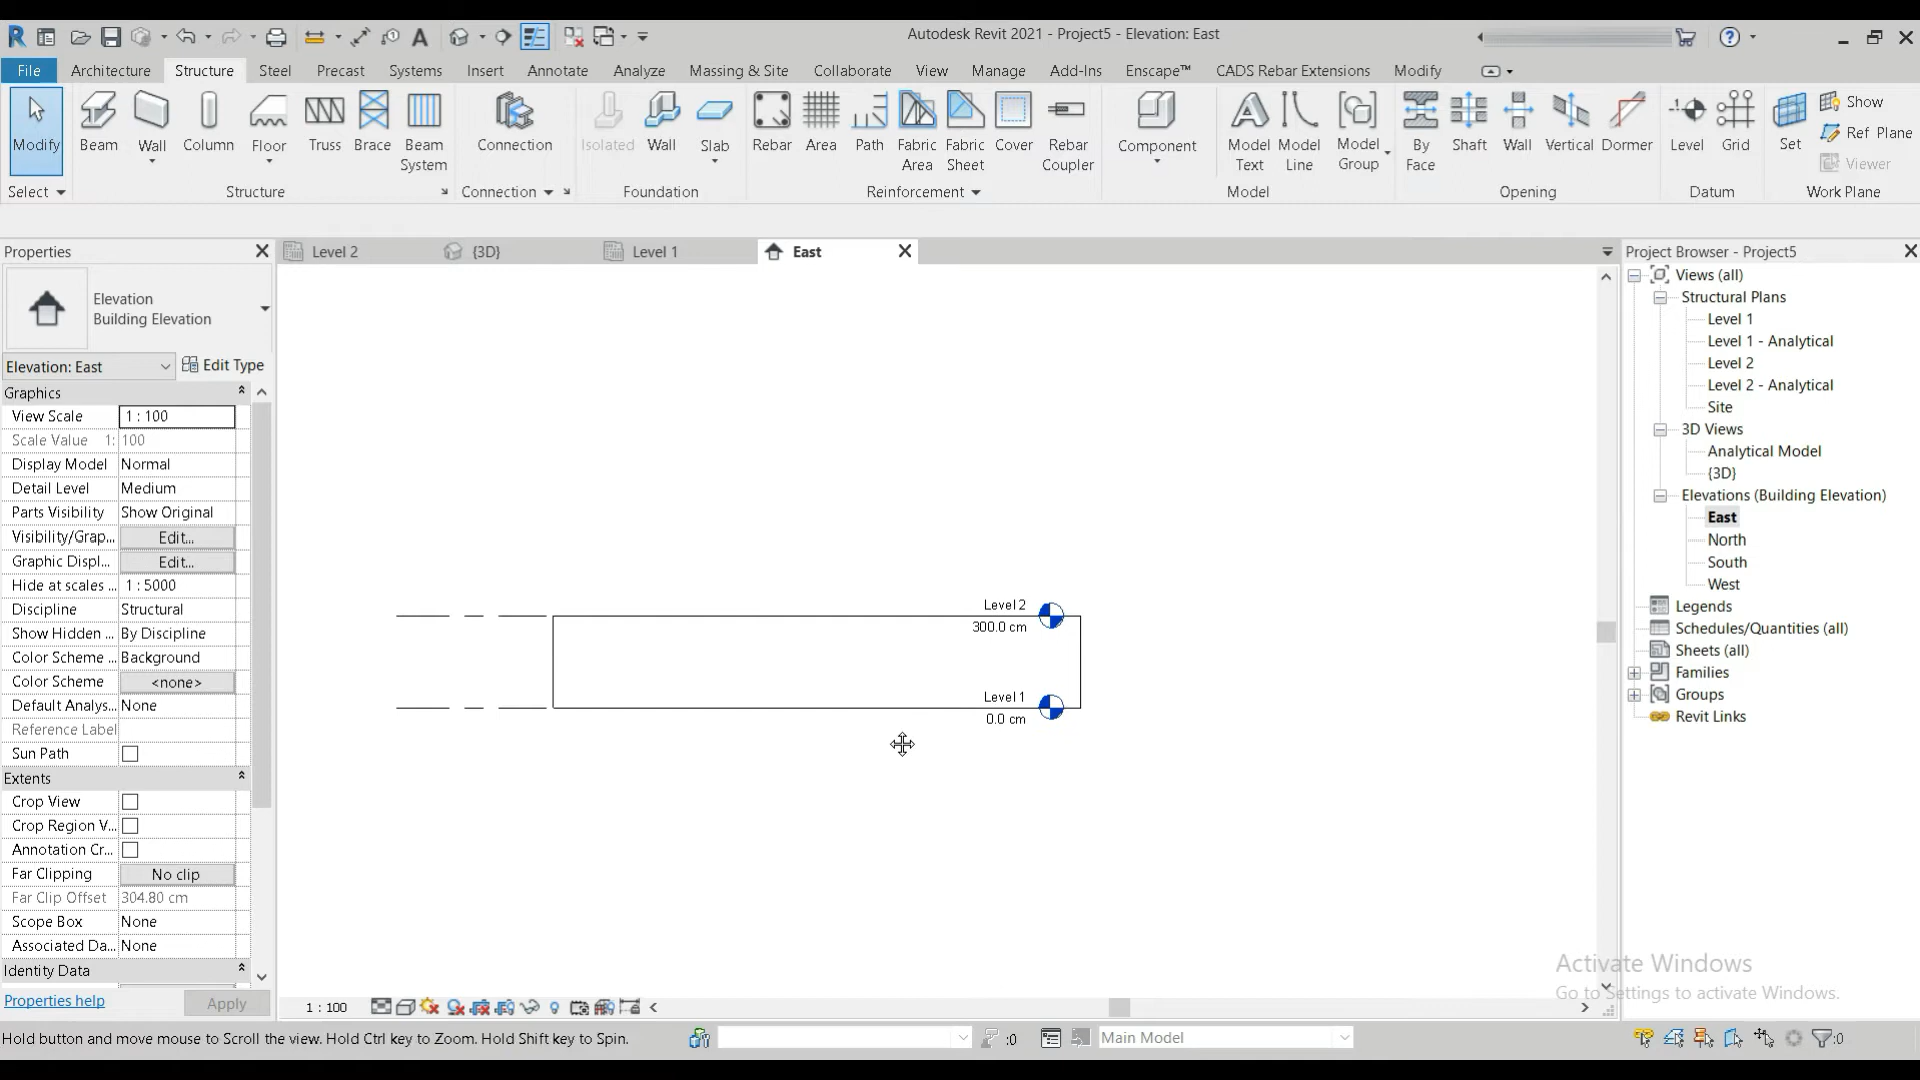 Autodesk Revit 2021 - Project5 - Elevation: East
File Architecture Structure Steel Precast Systems Insert Annotate Analyze Massing & Site Collaborate View Manage Add-Ins Enscape™ CADS Rebar Extensions Modify
Modify Beam Wall Column Floor Truss Brace Beam System Connection Isolated Wall Slab Rebar Area Path Fabric Area Fabric Sheet Cover Rebar Coupler Component Model Text Model Line Model Group By Face Shaft Wall Vertical Dormer Level Grid Set Show
Ref Plane
Viewer
Select Structure Connection Foundation Reinforcement Model Opening Datum Work Plane
Properties
Level 2 {3D} Level 1 East
Project Browser - Project5
Elevation
Building Elevation
Elevation: East Edit Type
Graphics
View Scale 1 : 100
Scale Value 1: 100
Display Model Normal
Detail Level Medium
Parts Visibility Show Original
Visibility/Grap... Edit...
Graphic Displ... Edit...
Hide at scales ... 1 : 5000
Discipline Structural
Show Hidden ... By Discipline
Color Scheme ... Background
Color Scheme <none>
Default Analys... None
Reference Label
Sun Path
Extents
Crop View
Crop Region V...
Annotation Cr...
Far Clipping No clip
Far Clip Offset 304.80 cm
Scope Box None
Associated Da... None
Identity Data
Properties help Apply
Level 2
300.0 cm
Level 1
0.0 cm
Views (all)
Structural Plans
Level 1
Level 1 - Analytical
Level 2
Level 2 - Analytical
Site
3D Views
Analytical Model
{3D}
Elevations (Building Elevation)
East
North
South
West
Legends
Schedules/Quantities (all)
Sheets (all)
Families
Groups
Revit Links
Activate Windows
Go to Settings to activate Windows.
1 : 100
Hold button and move mouse to Scroll the view. Hold Ctrl key to Zoom. Hold Shift key to Spin. :0 Main Model :0